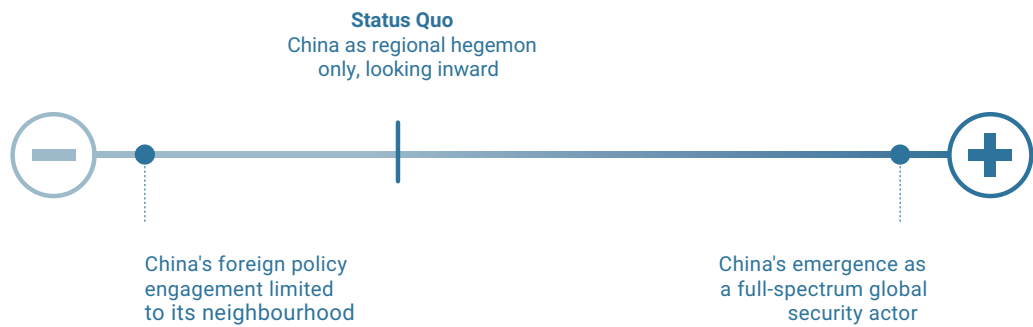 Status Quo
China as regional hegemon
only, looking inward
China's foreign policy
engagement limited
to its neighbourhood
China's emergence as
a full-spectrum global
security actor